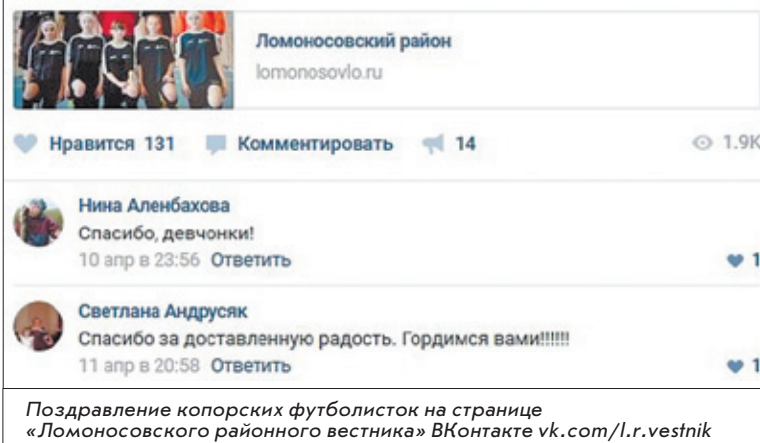 Ломоносовский район
lomonosovlo.ru
Нравится 131 Комментировать 14 1.9K
Нина Аленбахова
Спасибо, девчонки!
10 апр в 23:56 Ответить 1
Светлана Андрусяк
Спасибо за доставленную радость. Гордимся вами!!!!!!
11 апр в 20:58 Ответить 1
Поздравление копорских футболисток на странице
«Ломоносовского районного вестника» ВКонтакте vk.com/l.r.vestnik